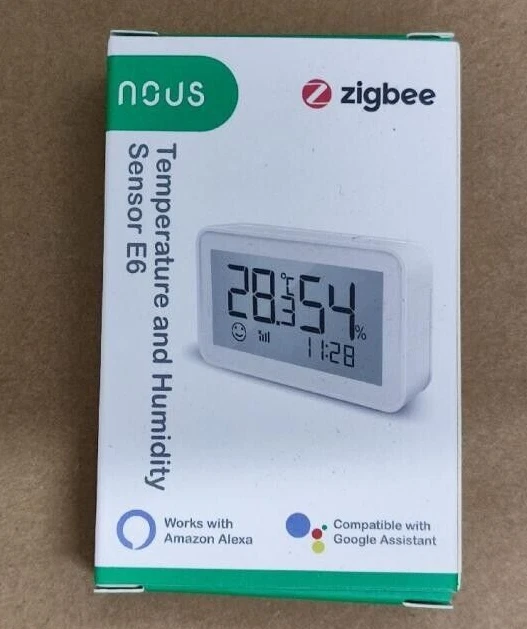 nous
zigbee
Temperature and Humidity
Sensor E6
28.3℃ 54%
11:28
Works with
Amazon Alexa
Compatible with
Google Assistant